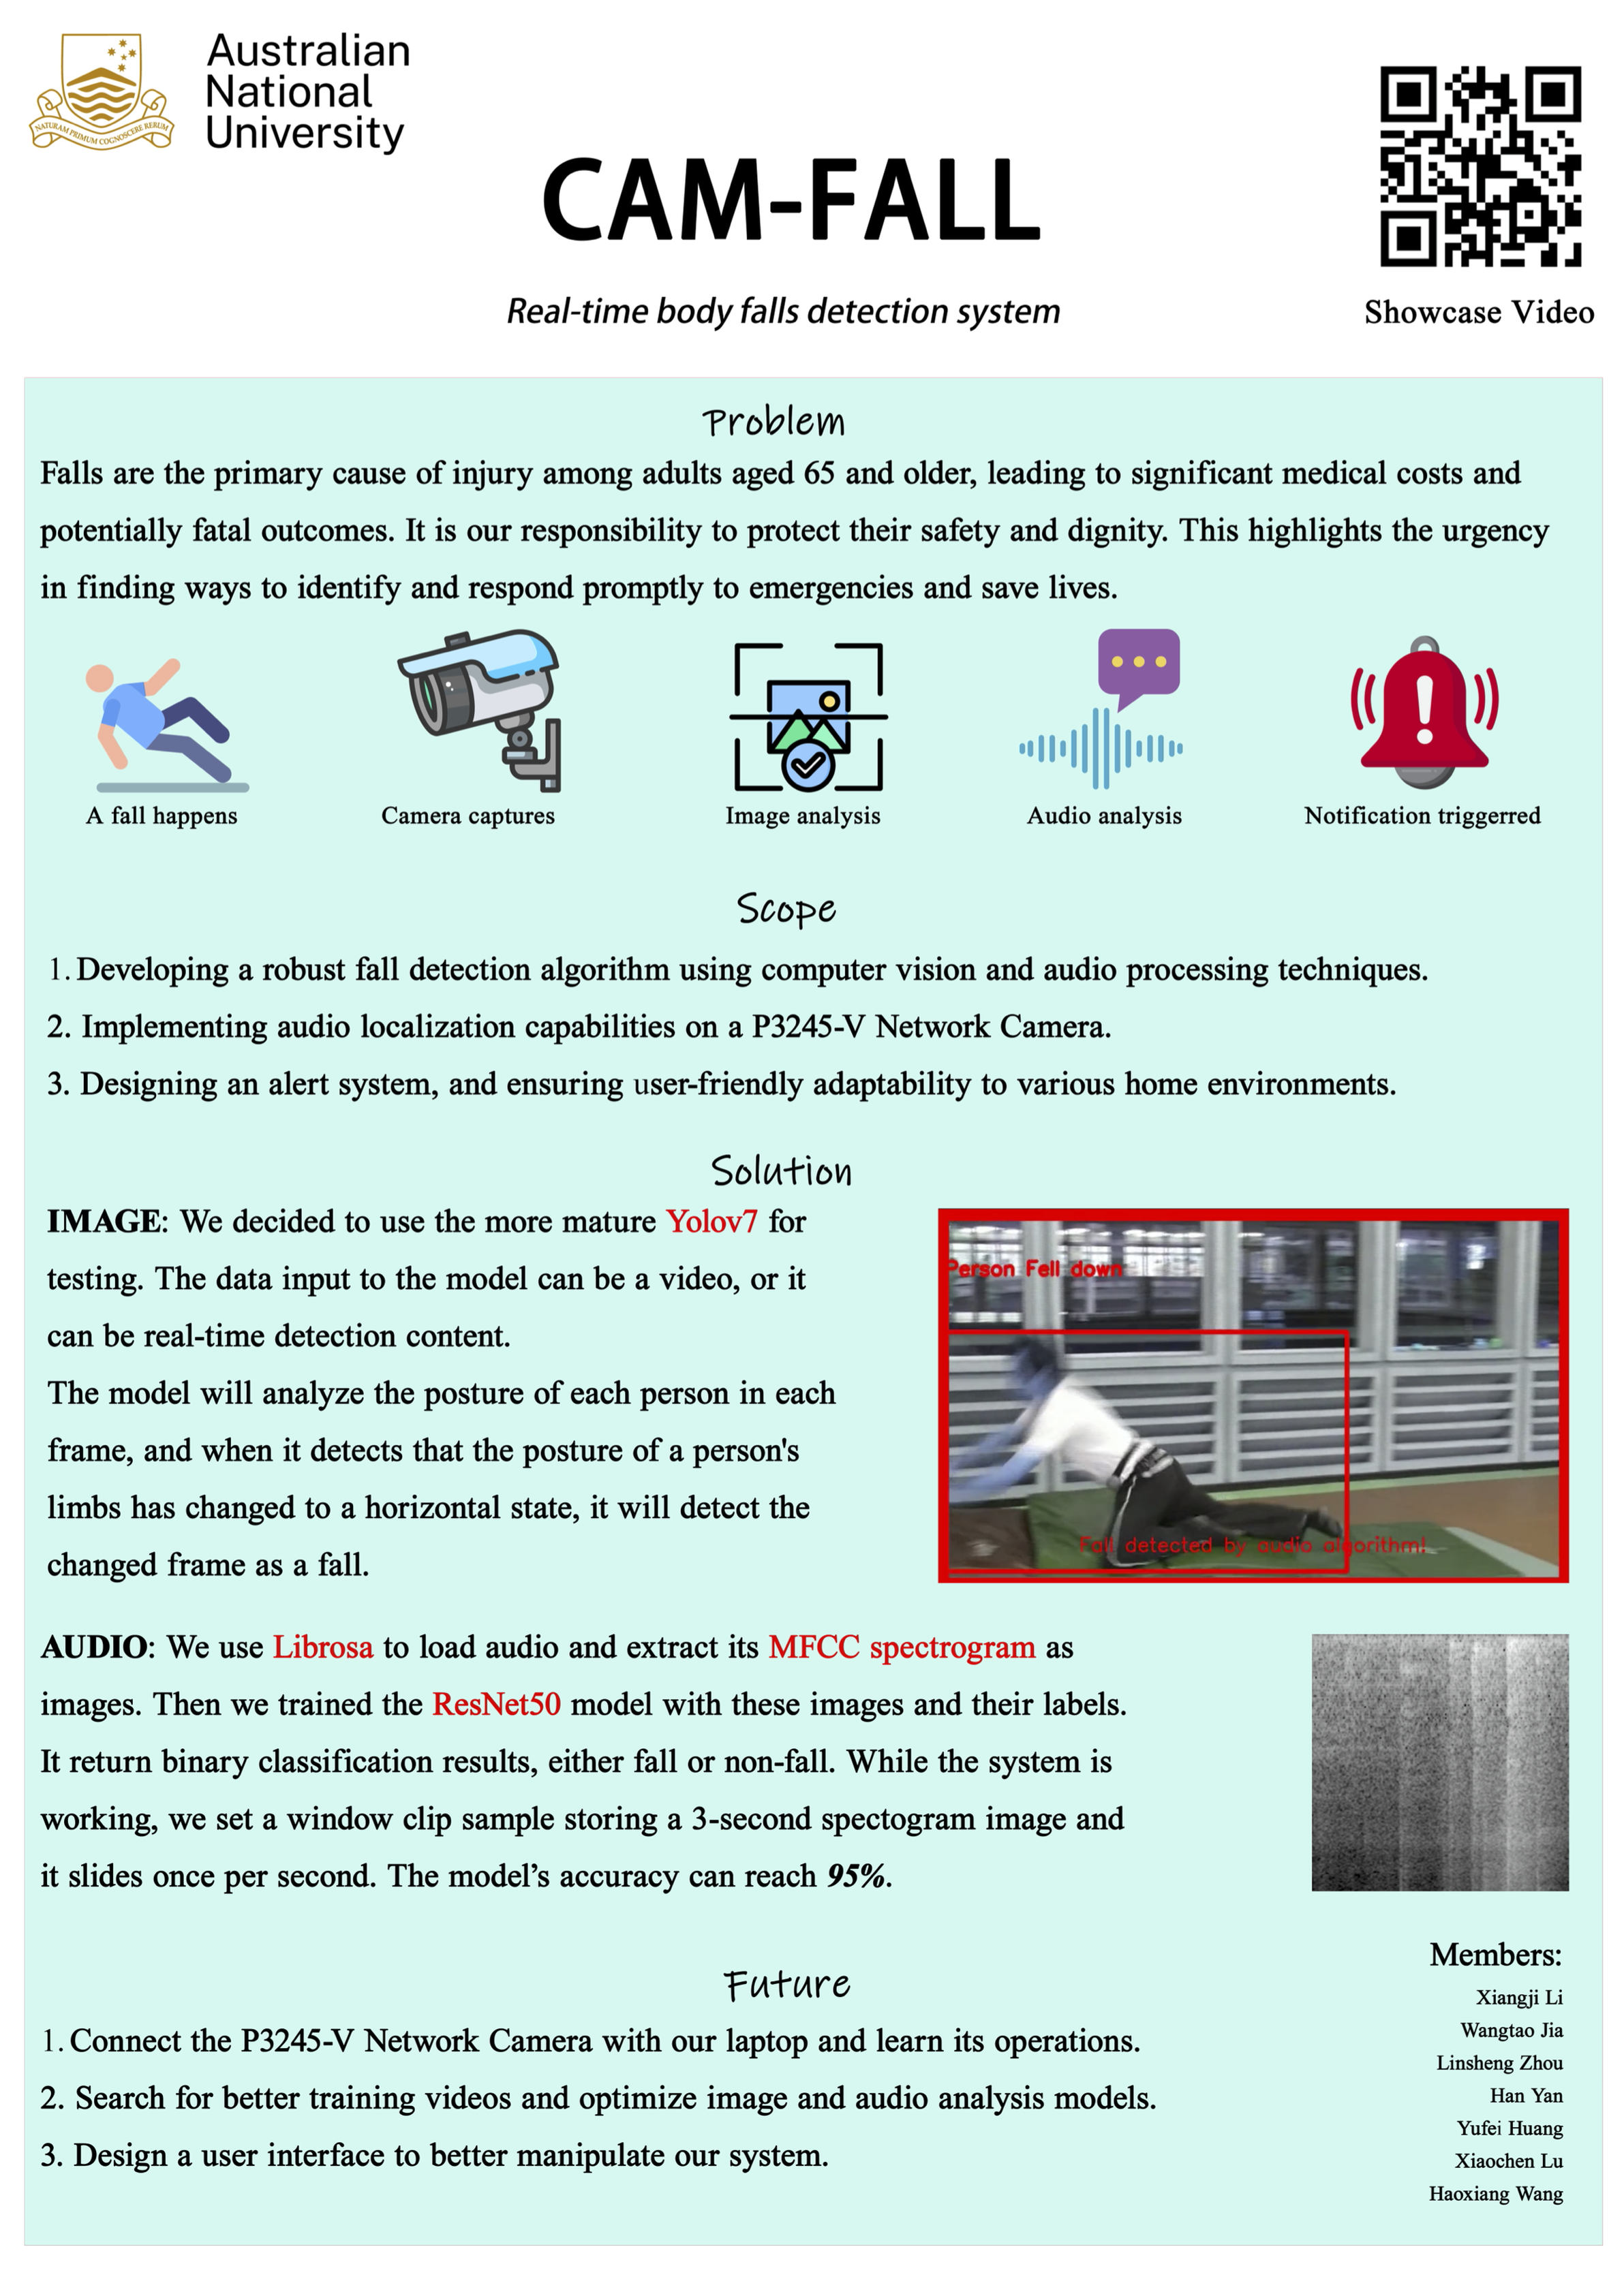 Australian
National
University
NATURAM PRIMUM COGNOSCERE RERUM
CAM-FALL
Real-time body falls detection system
Showcase Video
Problem
Falls are the primary cause of injury among adults aged 65 and older, leading to significant medical costs and
potentially fatal outcomes. It is our responsibility to protect their safety and dignity. This highlights the urgency
in finding ways to identify and respond promptly to emergencies and save lives.
A fall happens
Camera captures
Image analysis
Audio analysis
Notification triggerred
Scope
1. Developing a robust fall detection algorithm using computer vision and audio processing techniques.
2. Implementing audio localization capabilities on a P3245-V Network Camera.
3. Designing an alert system, and ensuring user-friendly adaptability to various home environments.
Solution
IMAGE: We decided to use the more mature Yolov7 for
testing. The data input to the model can be a video, or it
can be real-time detection content.
The model will analyze the posture of each person in each
frame, and when it detects that the posture of a person's
limbs has changed to a horizontal state, it will detect the
changed frame as a fall.
Person Fell down
Fall detected by audio algorithm!
AUDIO: We use Librosa to load audio and extract its MFCC spectrogram as
images. Then we trained the ResNet50 model with these images and their labels.
It return binary classification results, either fall or non-fall. While the system is
working, we set a window clip sample storing a 3-second spectogram image and
it slides once per second. The model’s accuracy can reach 95%.
Future
1. Connect the P3245-V Network Camera with our laptop and learn its operations.
2. Search for better training videos and optimize image and audio analysis models.
3. Design a user interface to better manipulate our system.
Members:
Xiangji Li
Wangtao Jia
Linsheng Zhou
Han Yan
Yufei Huang
Xiaochen Lu
Haoxiang Wang